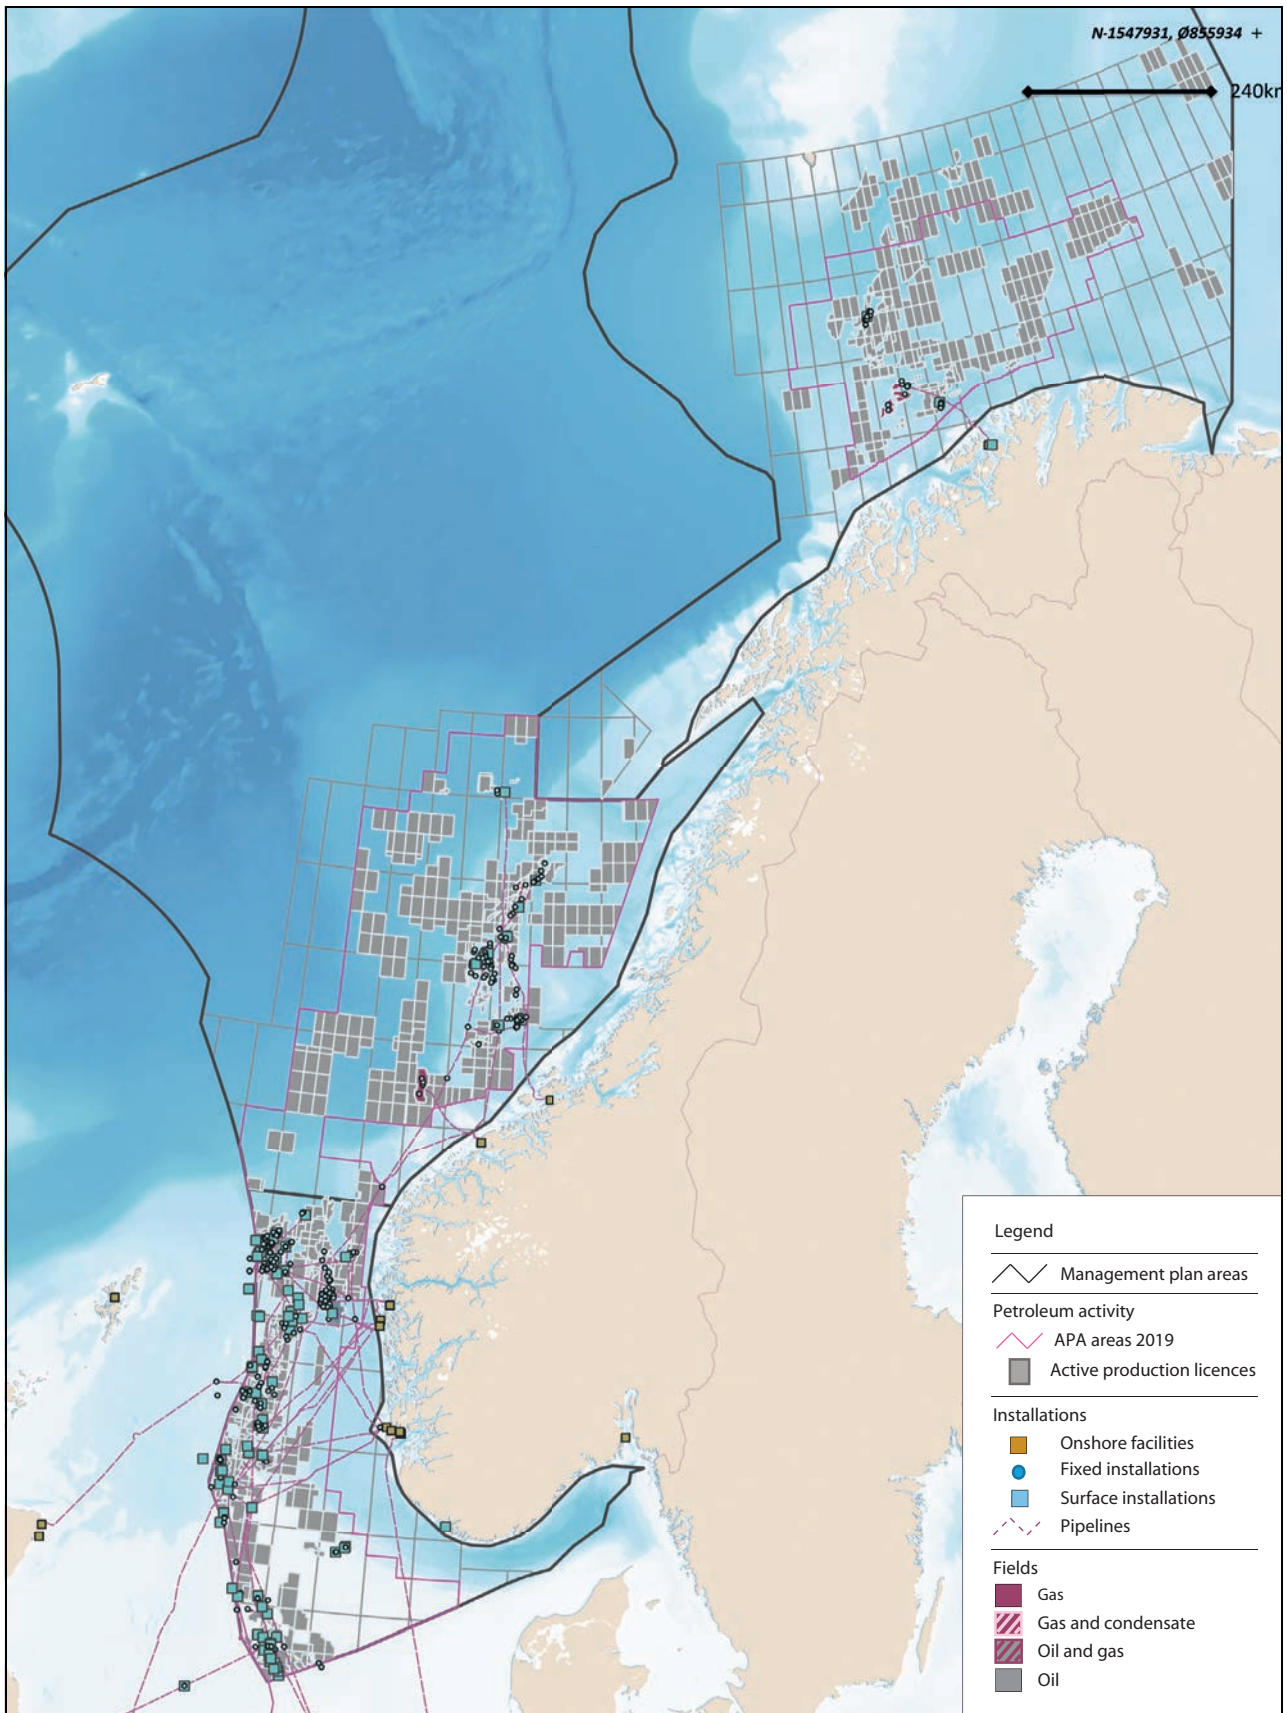 N-1547931, Ø855934 +
240km
Legend
Management plan areas
Petroleum activity
APA areas 2019
Active production licences
Installations
Onshore facilities
Fixed installations
Surface installations
Pipelines
Fields
Gas
Gas and condensate
Oil and gas
Oil